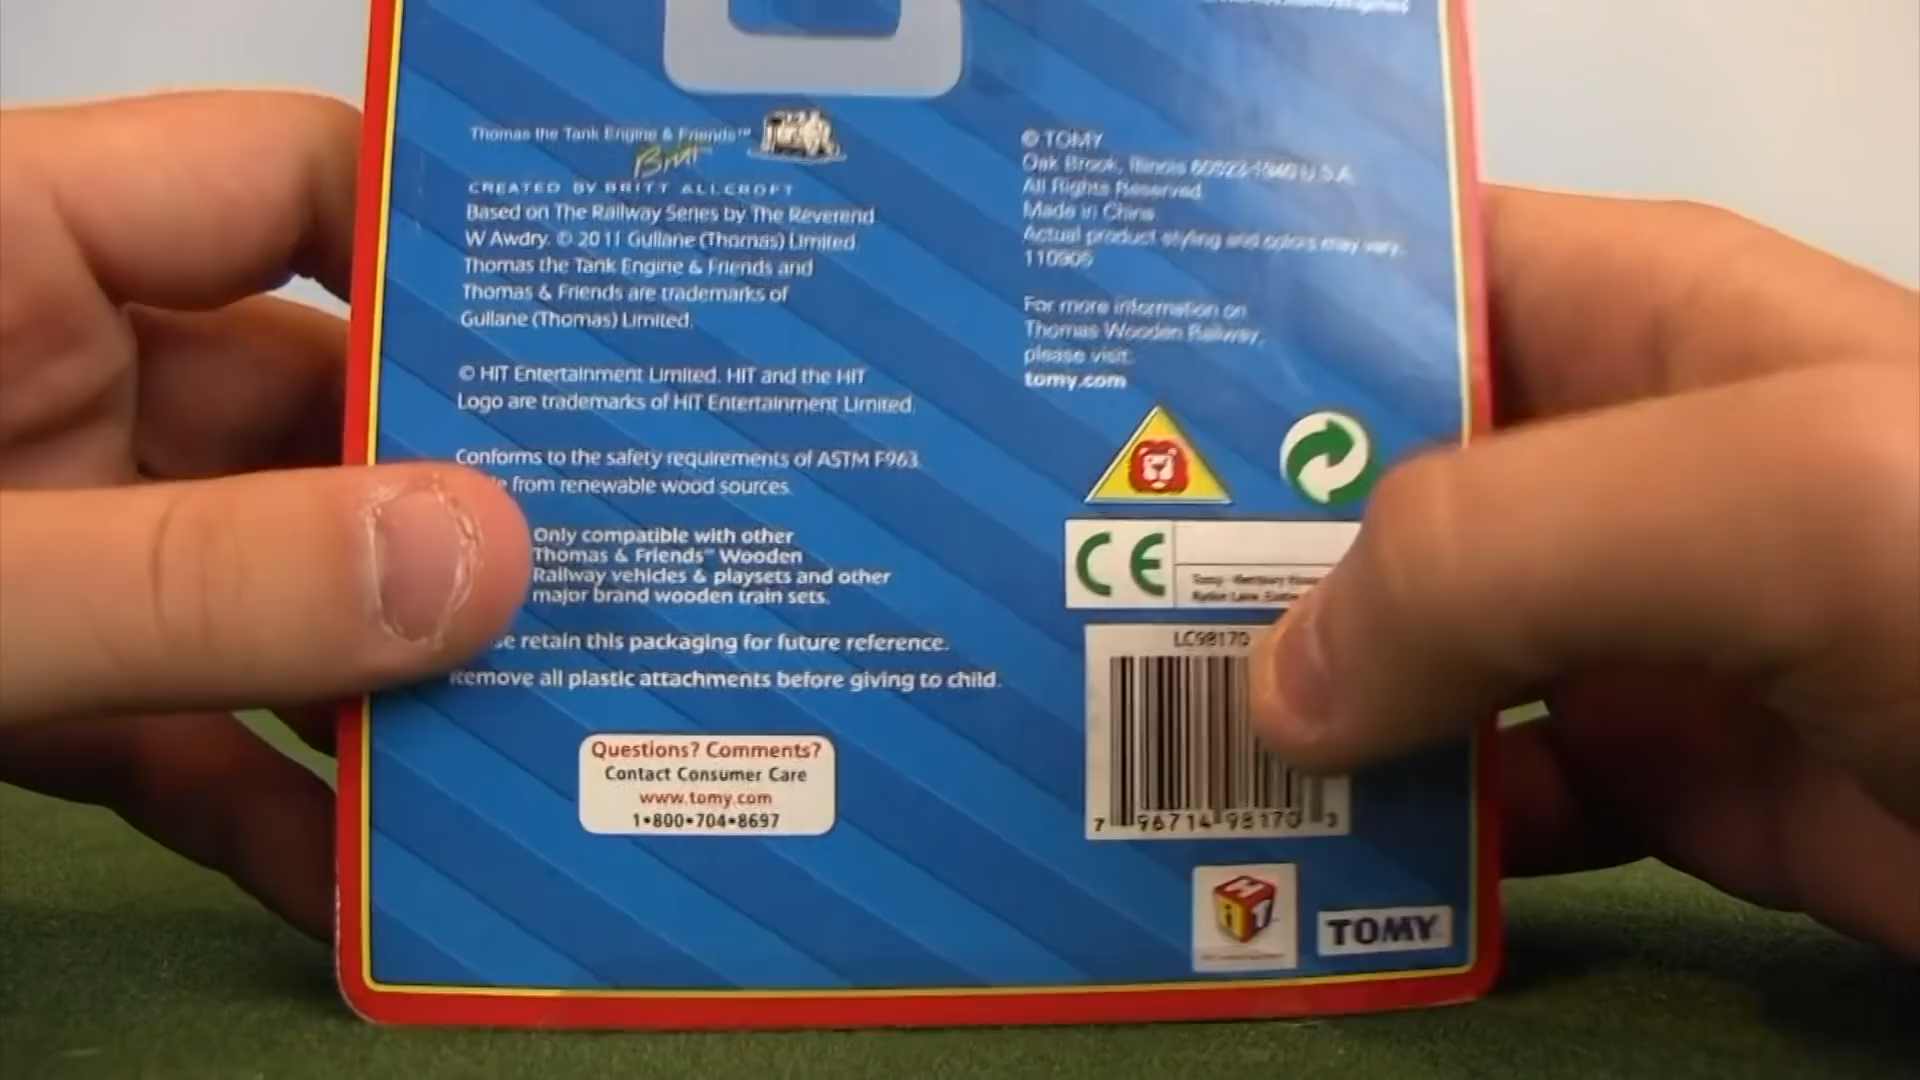 Thomas the Tank Engine & Friends™
Britt
CREATED BY BRITT ALLCROFT
Based on The Railway Series by The Reverend
W Awdry. © 2011 Gullane (Thomas) Limited
Thomas the Tank Engine & Friends and
Thomas & Friends are trademarks of
Gullane (Thomas) Limited.
© HIT Entertainment Limited. HIT and the HIT
Logo are trademarks of HIT Entertainment Limited.
Conforms to the safety requirements of ASTM F963.
from renewable wood sources.
Only compatible with other
Thomas & Friends™ Wooden
Railway vehicles & playsets and other
major brand wooden train sets.
retain this packaging for future reference.
Remove all plastic attachments before giving to child.
Questions? Comments?
Contact Consumer Care
www.tomy.com
1•800•704•8697
© TOMY
Oak Brook, Illinois 60523-1940 U.S.A.
All Rights Reserved.
Made in China
Actual product styling and colors may vary.
110906
For more information on
Thomas Wooden Railway,
please visit:
tomy.com
CE
LC98170
7 96714 98170 3
HiT
TOMY